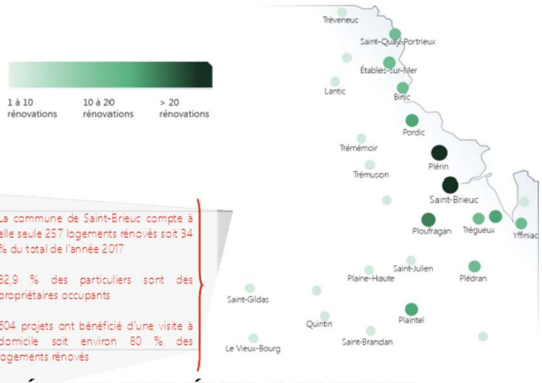 Tréveneuc
Saint-Quay-Portrieux
Étables-sur-Mer
Lantic
Binic
Pordic
1 à 10 rénovations
10 à 20 rénovations
> 20 rénovations
Trémémoir
Plérin
Trémuson
Saint-Brieuc
Ploufragan
Trégueux
Yffiniac
La commune de Saint-Brieuc compte à
elle seule 257 logements rénovés soit 34
% du total de l'année 2017
82,9 % des particuliers sont des
propriétaires occupants
604 projets ont bénéficié d'une visite à
domicile soit environ 80 % des
logements rénovés
Saint-Julien
Plaine-Haute
Plédran
Saint-Gildas
Quintin
Plaintel
Saint-Brandan
Le Vieux-Bourg